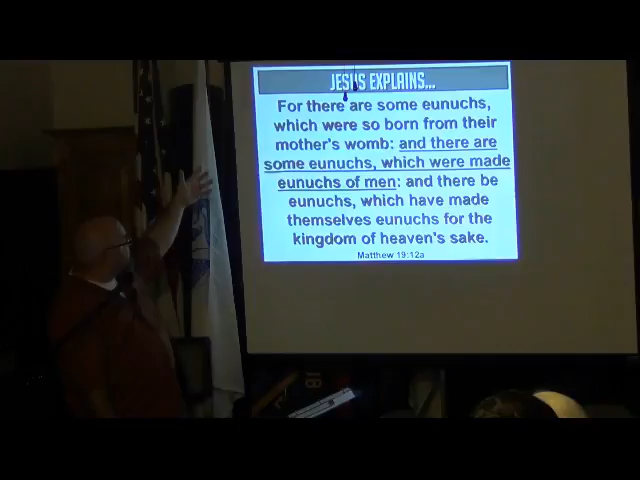 JESUS EXPLAINS...
For there are some eunuchs,
which were so born from their
mother's womb: and there are
some eunuchs, which were made
eunuchs of men: and there be
eunuchs, which have made
themselves eunuchs for the
kingdom of heaven's sake.
Matthew 19:12a